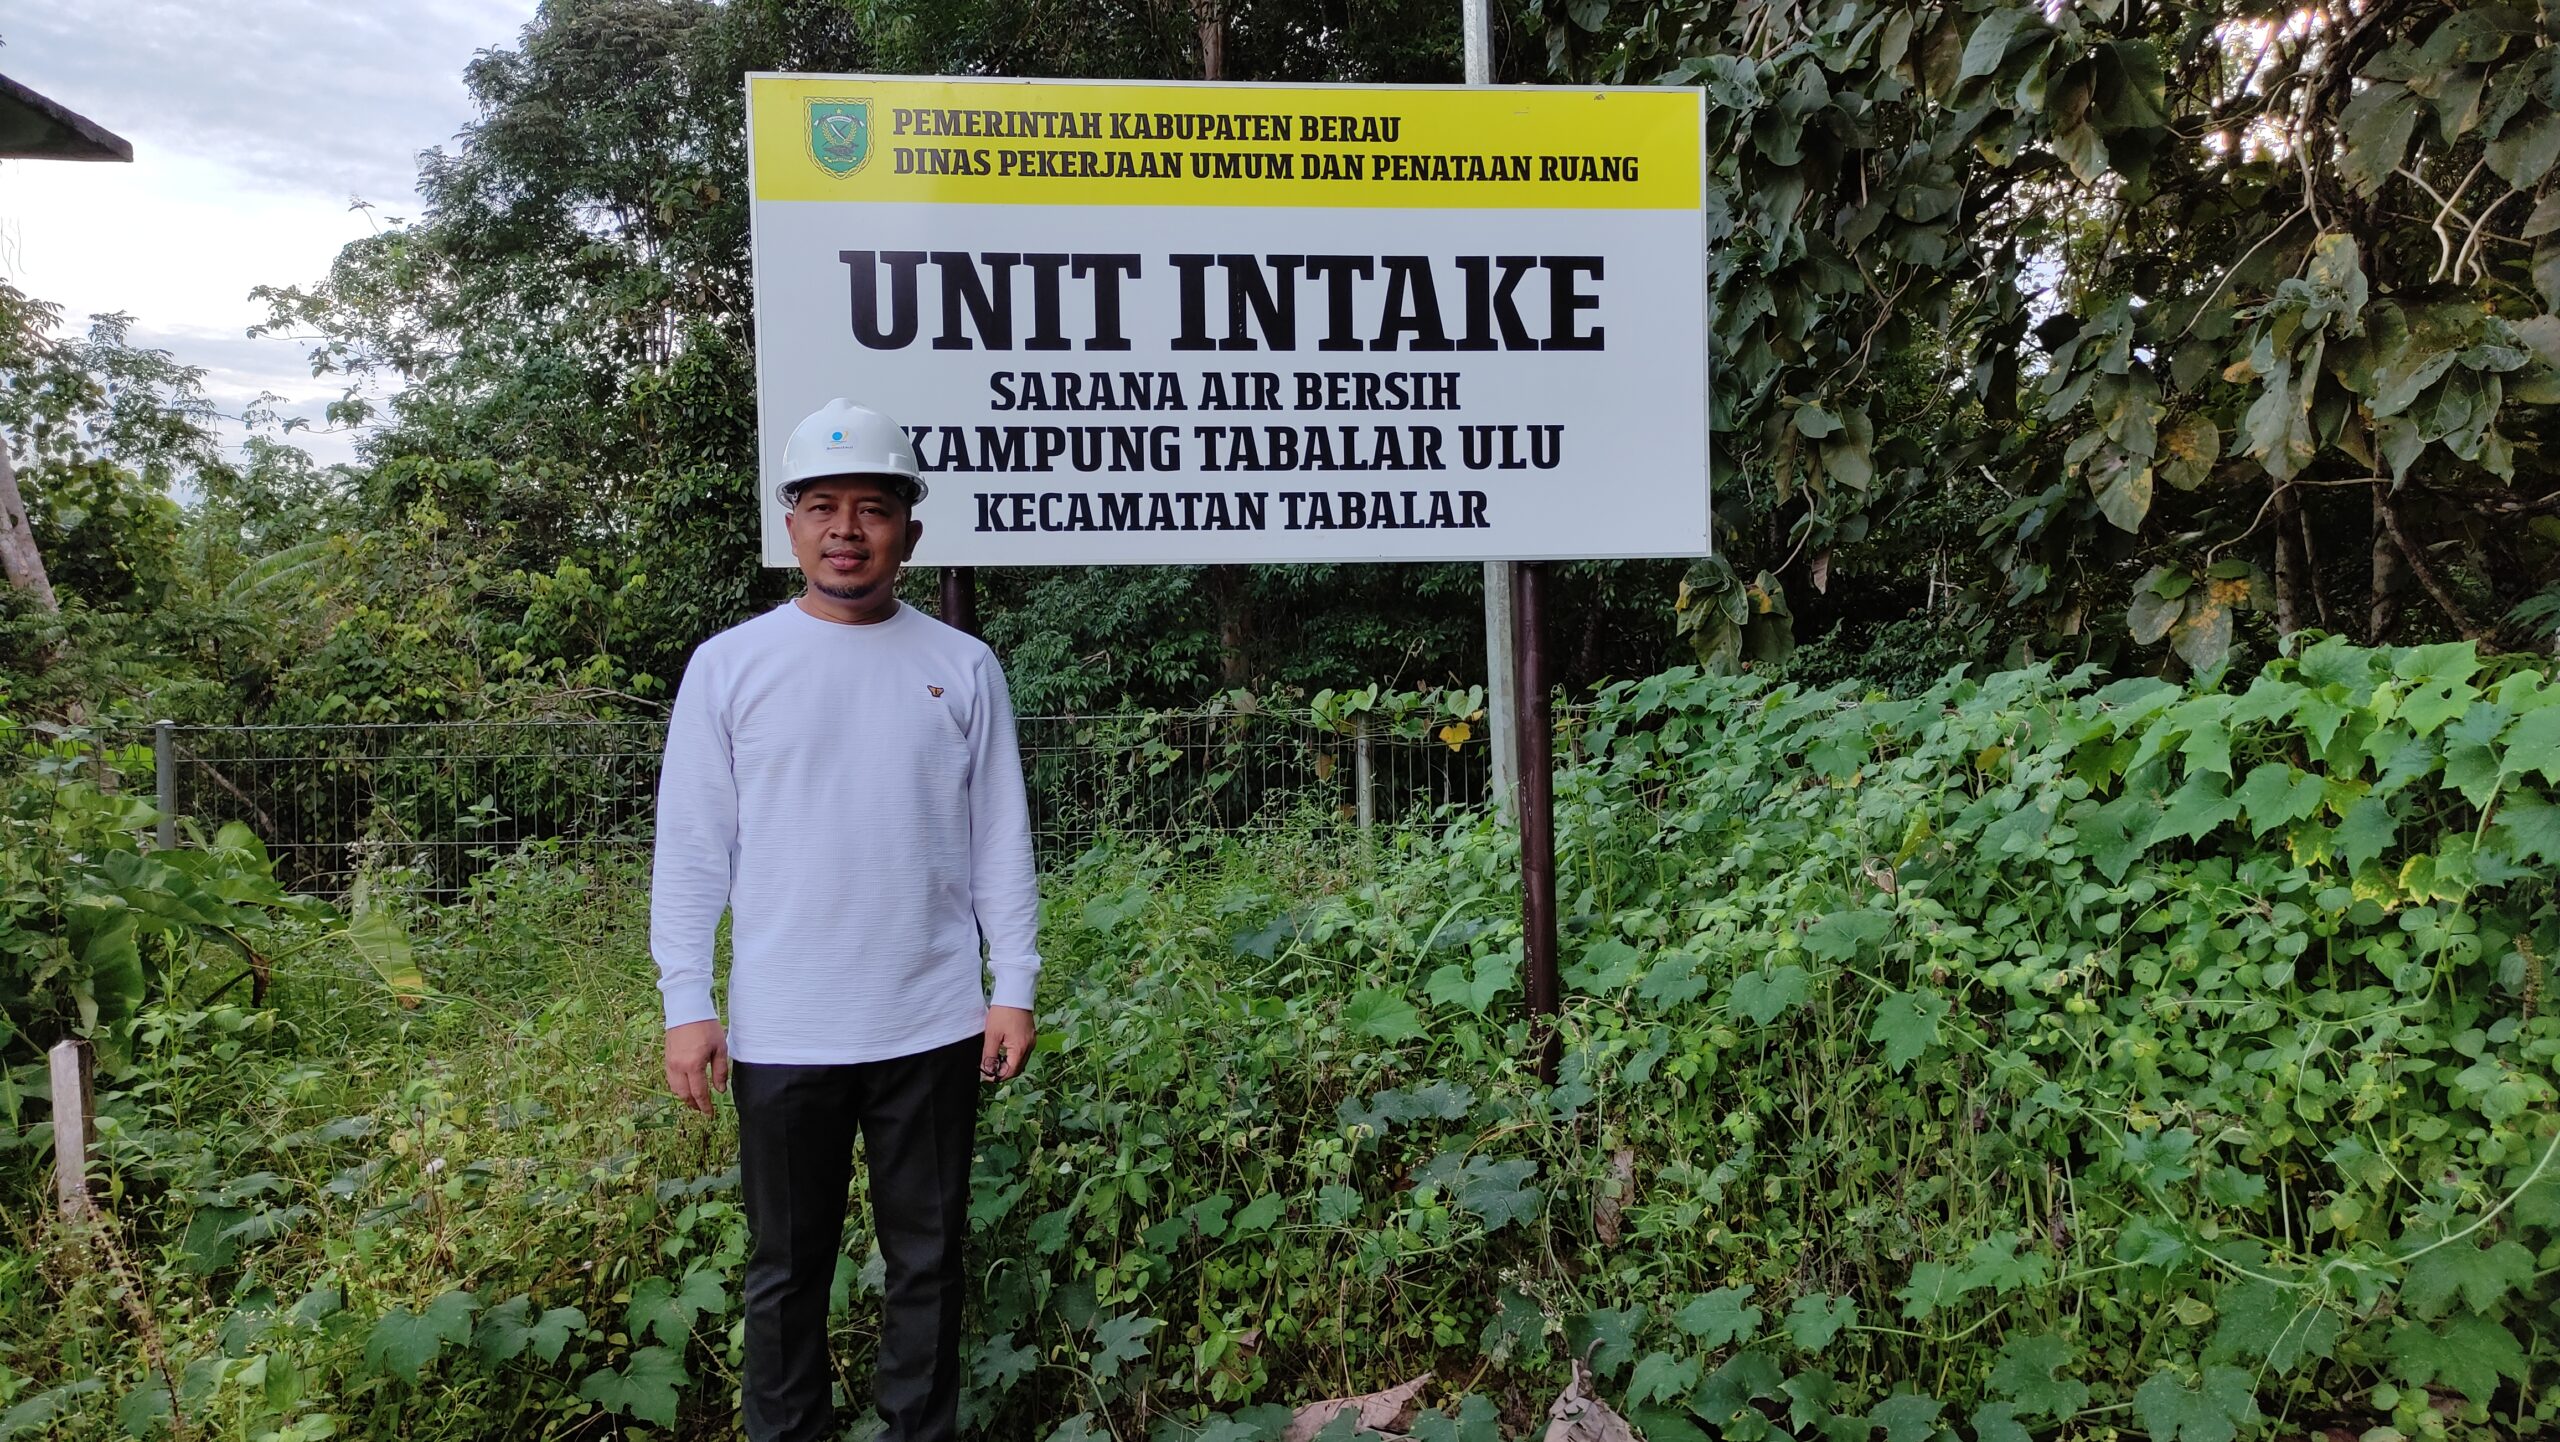 PEMERINTAH KABUPATEN BERAU
DINAS PEKERJAAN UMUM DAN PENATAAN RUANG
UNIT INTAKE
SARANA AIR BERSIH
KAMPUNG TABALAR ULU
KECAMATAN TABALAR